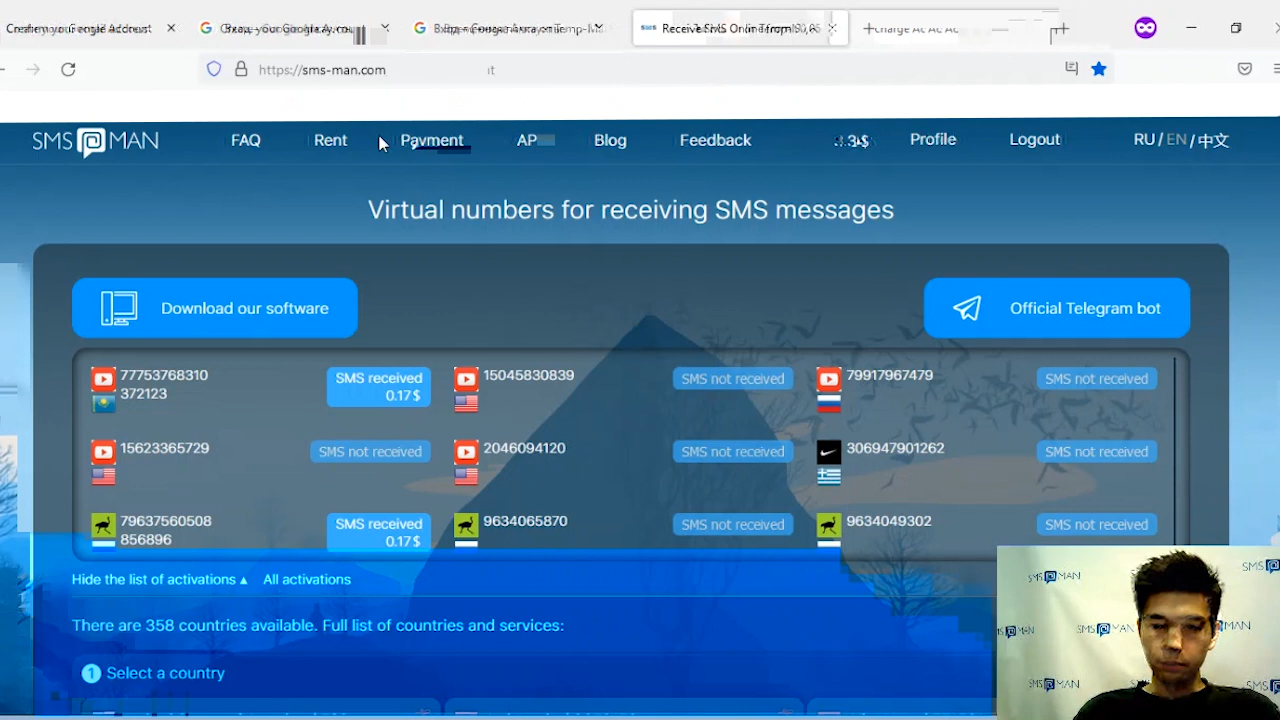 https://sms-man.com
SMS MAN
FAQ
Rent
Payment
AP
Blog
Feedback
Profile
Logout
RU / EN / 中文
Virtual numbers for receiving SMS messages
Download our software
Official Telegram bot
77753768310
372123
SMS received
0.17 $
15045830839
SMS not received
79917967479
SMS not received
15623365729
SMS not received
2046094120
SMS not received
306947901262
SMS not received
79637560508
856896
SMS received
0.17 $
9634065870
SMS not received
9634049302
SMS not received
Hide the list of activations ▲
All activations
There are 358 countries available. Full list of countries and services:
1 Select a country
SMS MAN